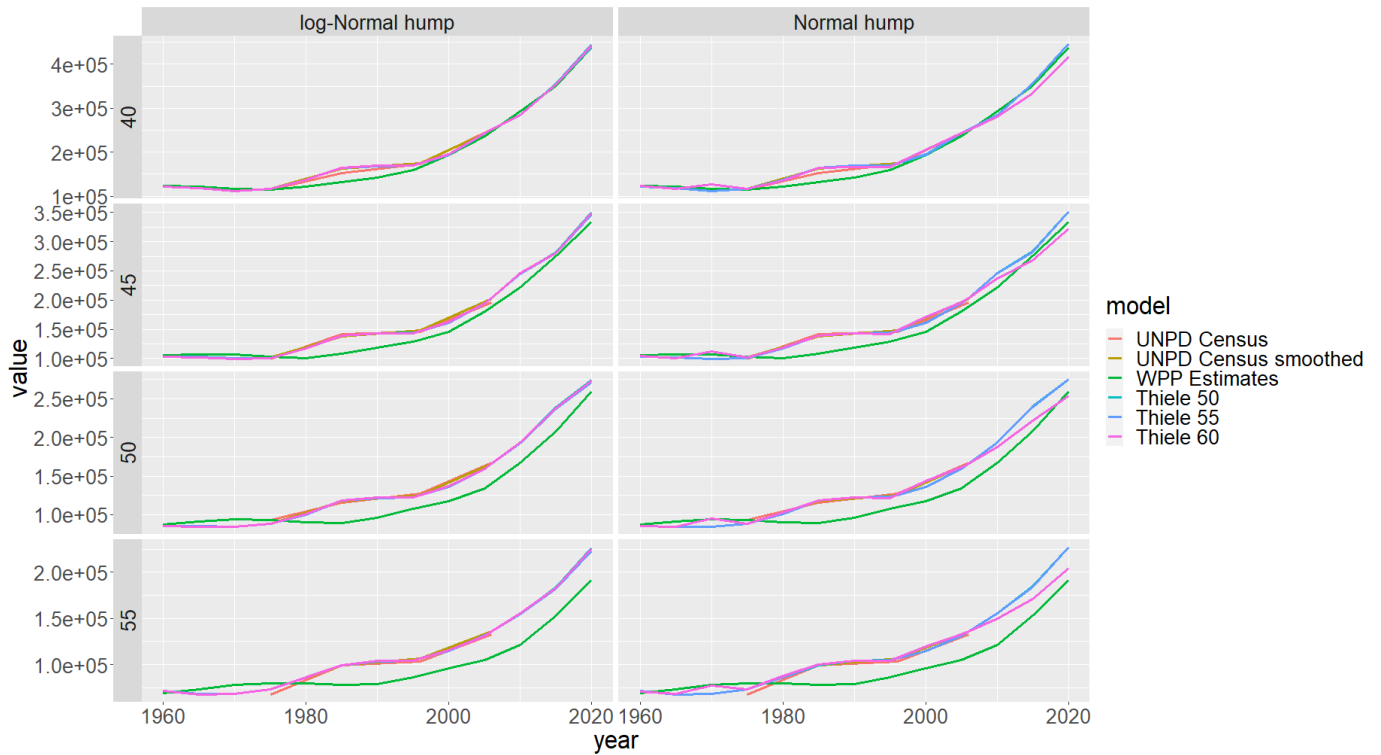 log-Normal hump
Normal hump
4e+05
3e+05
2e+05
1e+05
40
3.5e+05
3.0e+05
2.5e+05
2.0e+05
1.5e+05
1.0e+05
45
2.5e+05
2.0e+05
1.5e+05
1.0e+05
50
2.0e+05
1.5e+05
1.0e+05
55
value
1960
1980
2000
2020
1960
1980
2000
2020
year
model
UNPD Census
UNPD Census smoothed
WPP Estimates
Thiele 50
Thiele 55
Thiele 60